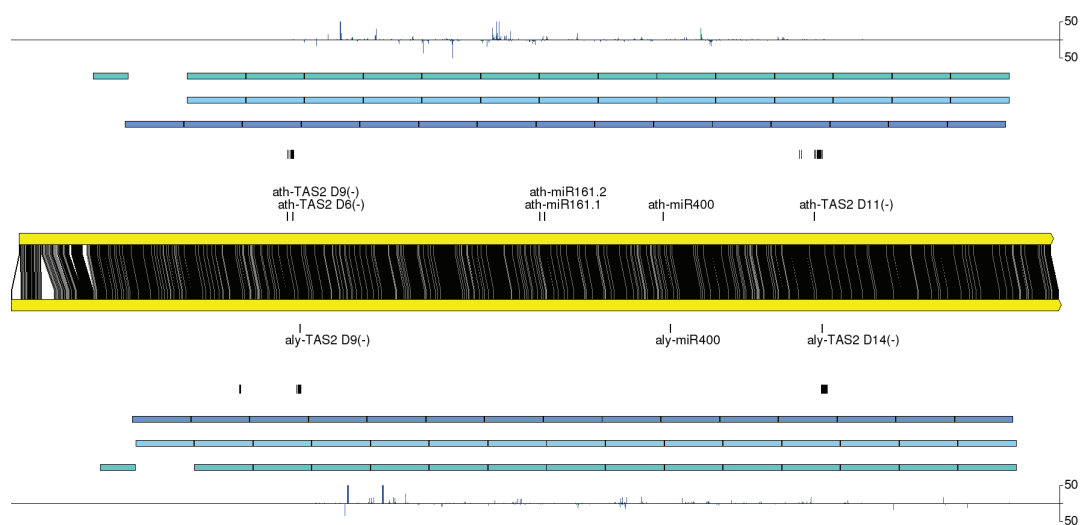 50
50
ath-TAS2 D9(-)
ath-miR161.2
ath-TAS2 D6(-)
ath-miR161.1
ath-miR400
ath-TAS2 D11(-)
aly-TAS2 D9(-)
aly-miR400
aly-TAS2 D14(-)
50
50